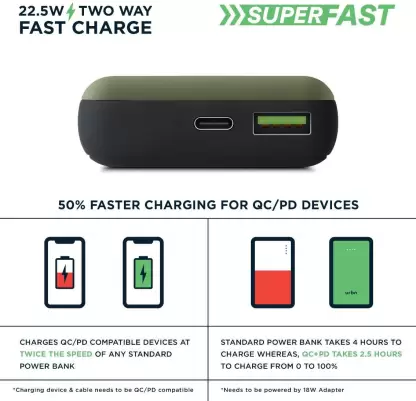 22.5W TWO WAY
FAST CHARGE
SUPERFAST
50% FASTER CHARGING FOR QC/PD DEVICES
CHARGES QC/PD COMPATIBLE DEVICES AT
TWICE THE SPEED OF ANY STANDARD
POWER BANK
*Charging device & cable needs to be QC/PD compatible
urbn
STANDARD POWER BANK TAKES 4 HOURS TO
CHARGE WHEREAS, QC+PD TAKES 2.5 HOURS
TO CHARGE FROM 0 TO 100%
*Needs to be powered by 18W Adapter